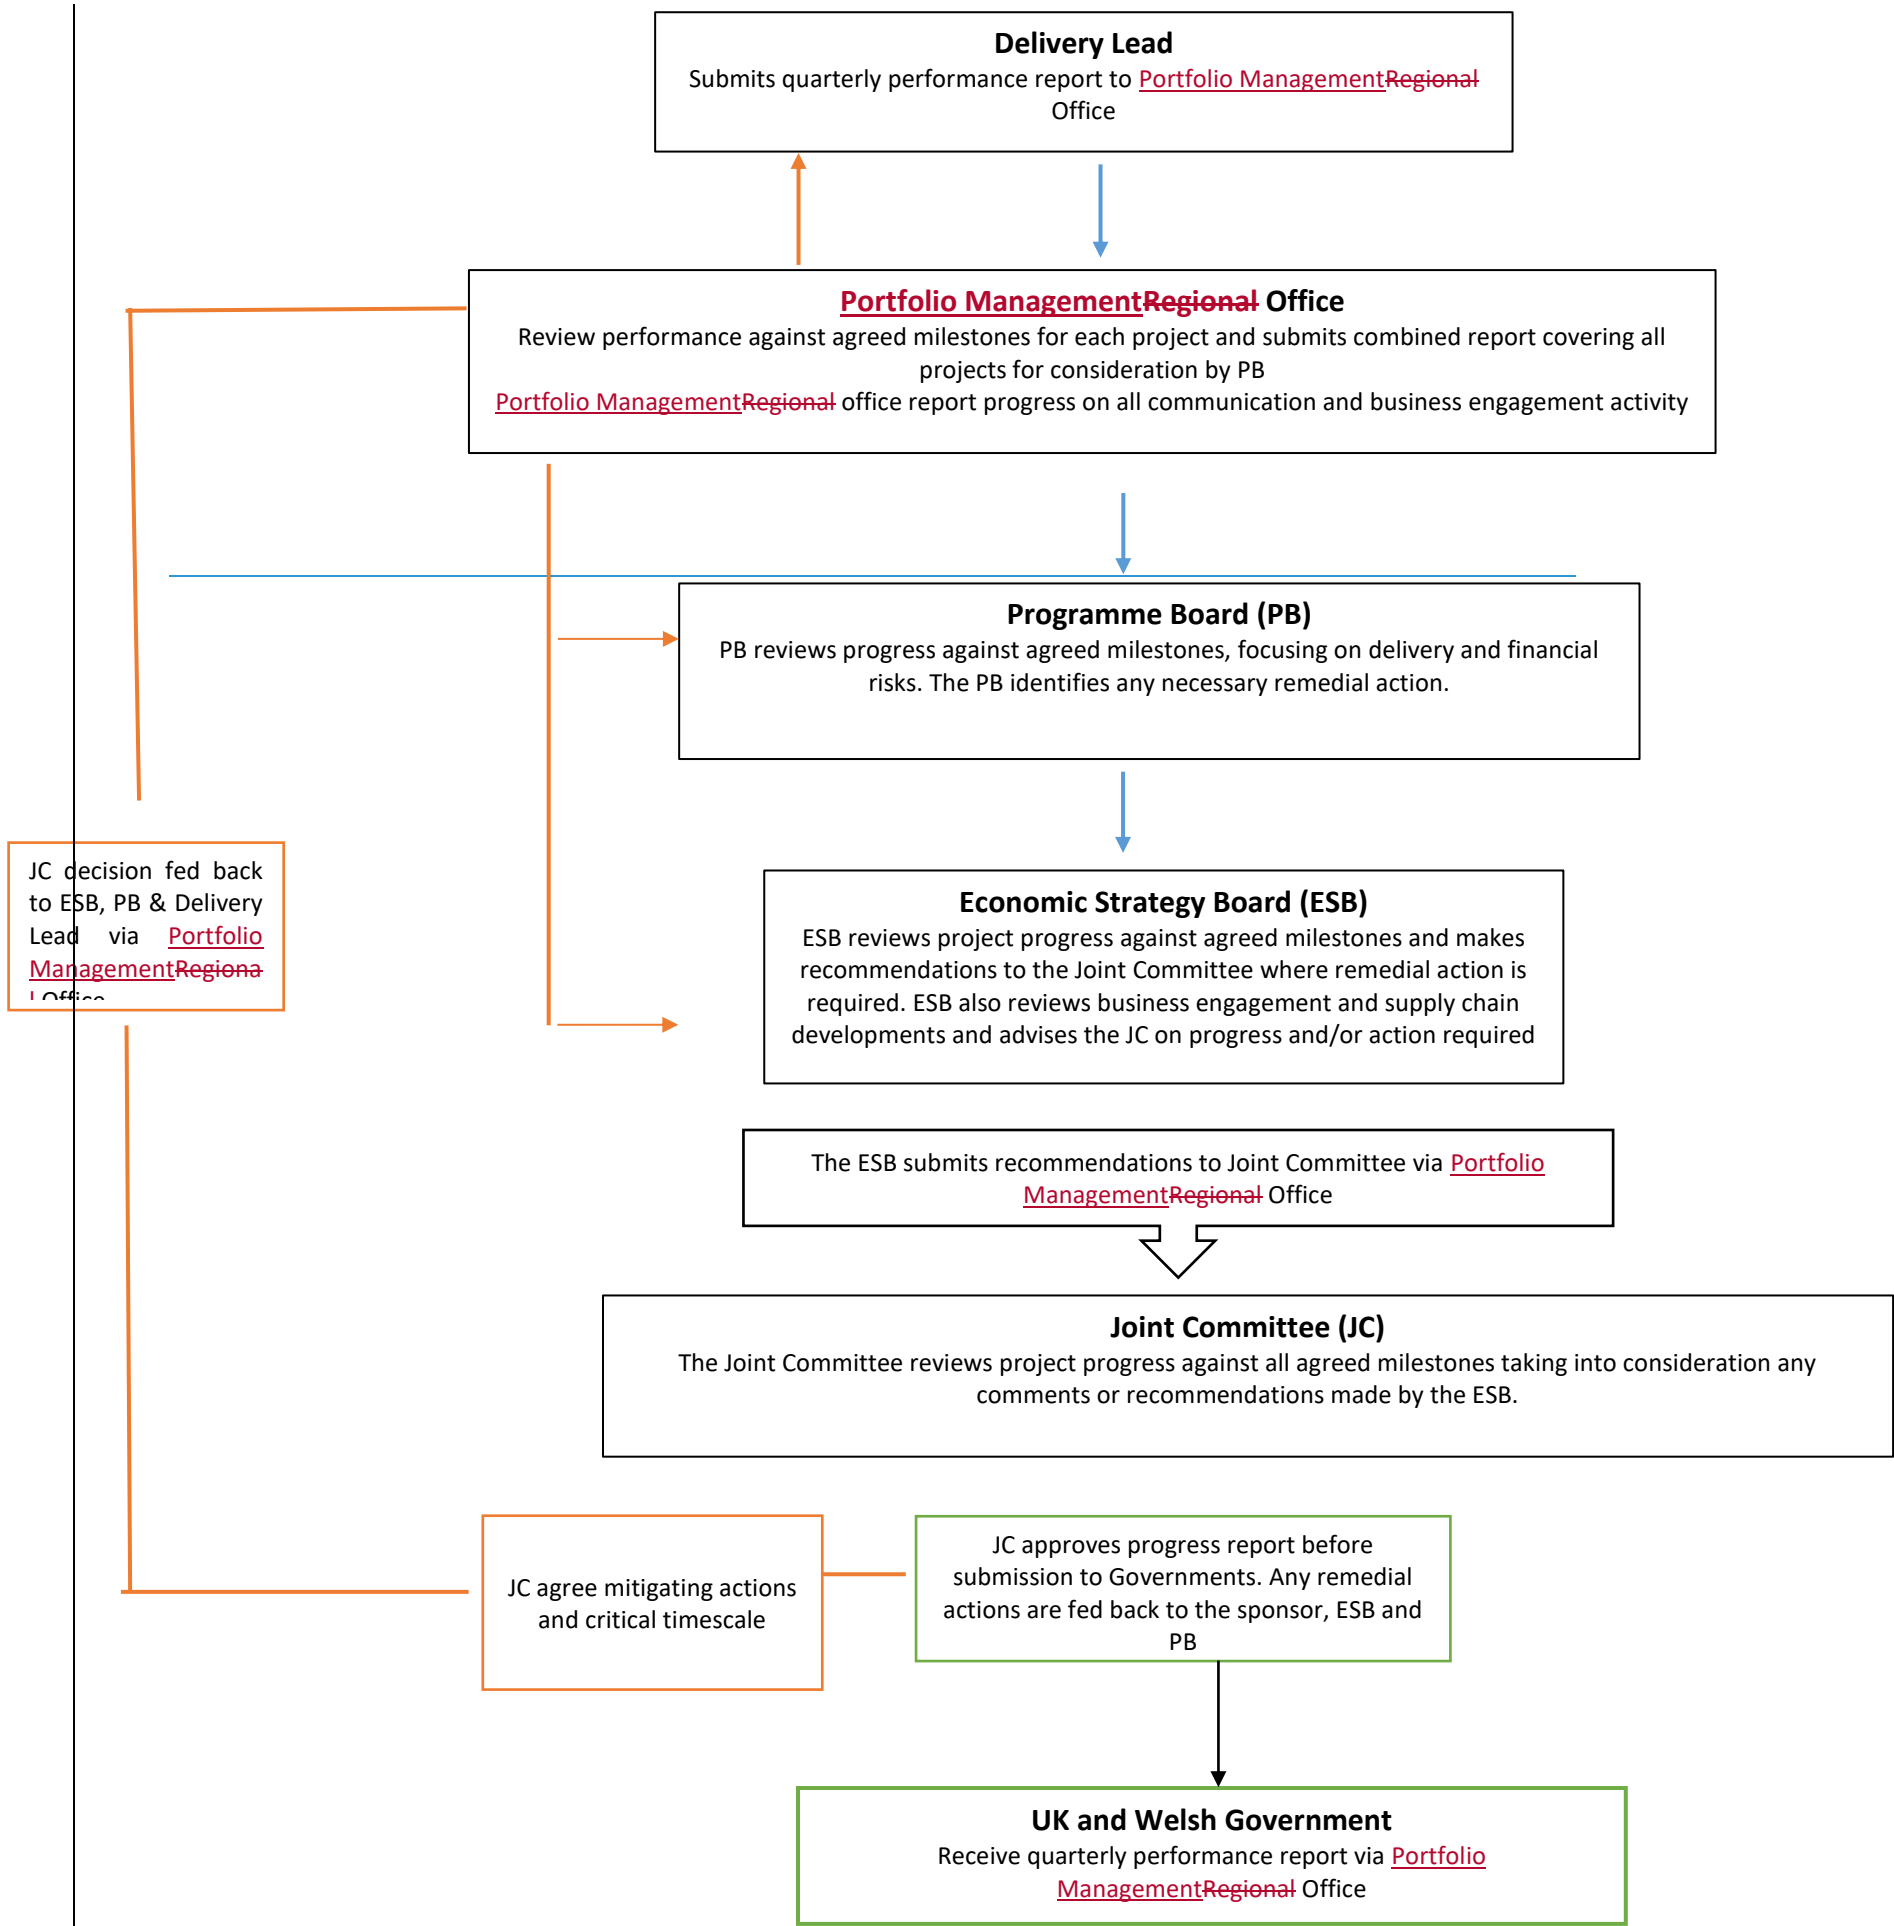 Delivery Lead
Submits quarterly performance report to Portfolio ManagementRegional
Office
Portfolio ManagementRegional Office
Review performance against agreed milestones for each project and submits combined report covering all
projects for consideration by PB
Portfolio ManagementRegional office report progress on all communication and business engagement activity
Programme Board (PB)
PB reviews progress against agreed milestones, focusing on delivery and financial
risks. The PB identifies any necessary remedial action.
JC decision fed back
to ESB, PB & Delivery
Lead via Portfolio
ManagementRegiona
l Office
Economic Strategy Board (ESB)
ESB reviews project progress against agreed milestones and makes
recommendations to the Joint Committee where remedial action is
required. ESB also reviews business engagement and supply chain
developments and advises the JC on progress and/or action required
The ESB submits recommendations to Joint Committee via Portfolio
ManagementRegional Office
Joint Committee (JC)
The Joint Committee reviews project progress against all agreed milestones taking into consideration any
comments or recommendations made by the ESB.
JC agree mitigating actions
and critical timescale
JC approves progress report before
submission to Governments. Any remedial
actions are fed back to the sponsor, ESB and
PB
UK and Welsh Government
Receive quarterly performance report via Portfolio
ManagementRegional Office